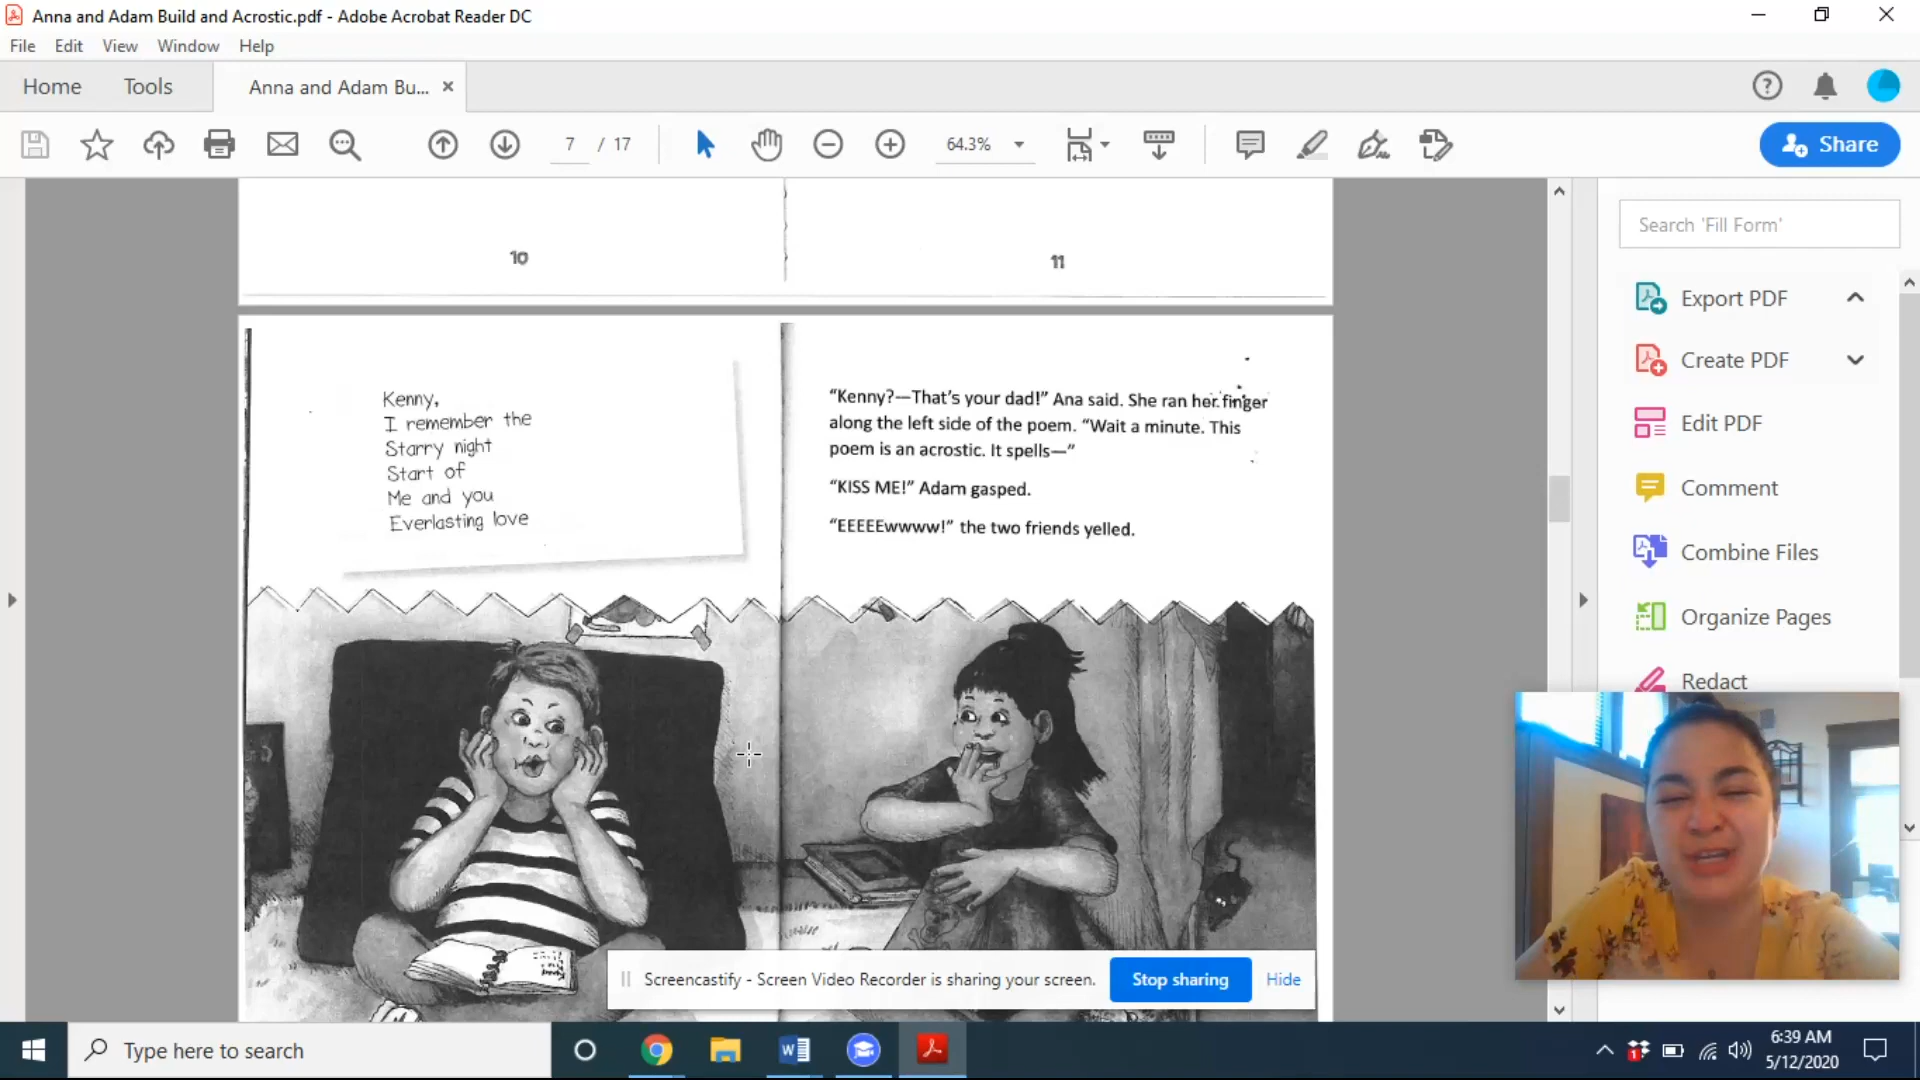 Anna and Adam Build and Acrostic.pdf - Adobe Acrobat Reader DC
File Edit View Window Help
Home Tools Anna and Adam Bu... ×
7 / 17 64.3% Share
10
11
Search 'Fill Form'
Export PDF
Create PDF
Edit PDF
Comment
Combine Files
Organize Pages
Redact
Kenny,
I remember the
Starry night
Start of
Me and you
Everlasting love
“Kenny?—That’s your dad!” Ana said. She ran her finger
along the left side of the poem. “Wait a minute. This
poem is an acrostic. It spells—”
“KISS ME!” Adam gasped.
“EEEEEwwww!” the two friends yelled.
Screencastify - Screen Video Recorder is sharing your screen. Stop sharing Hide
Type here to search
6:39 AM
5/12/2020